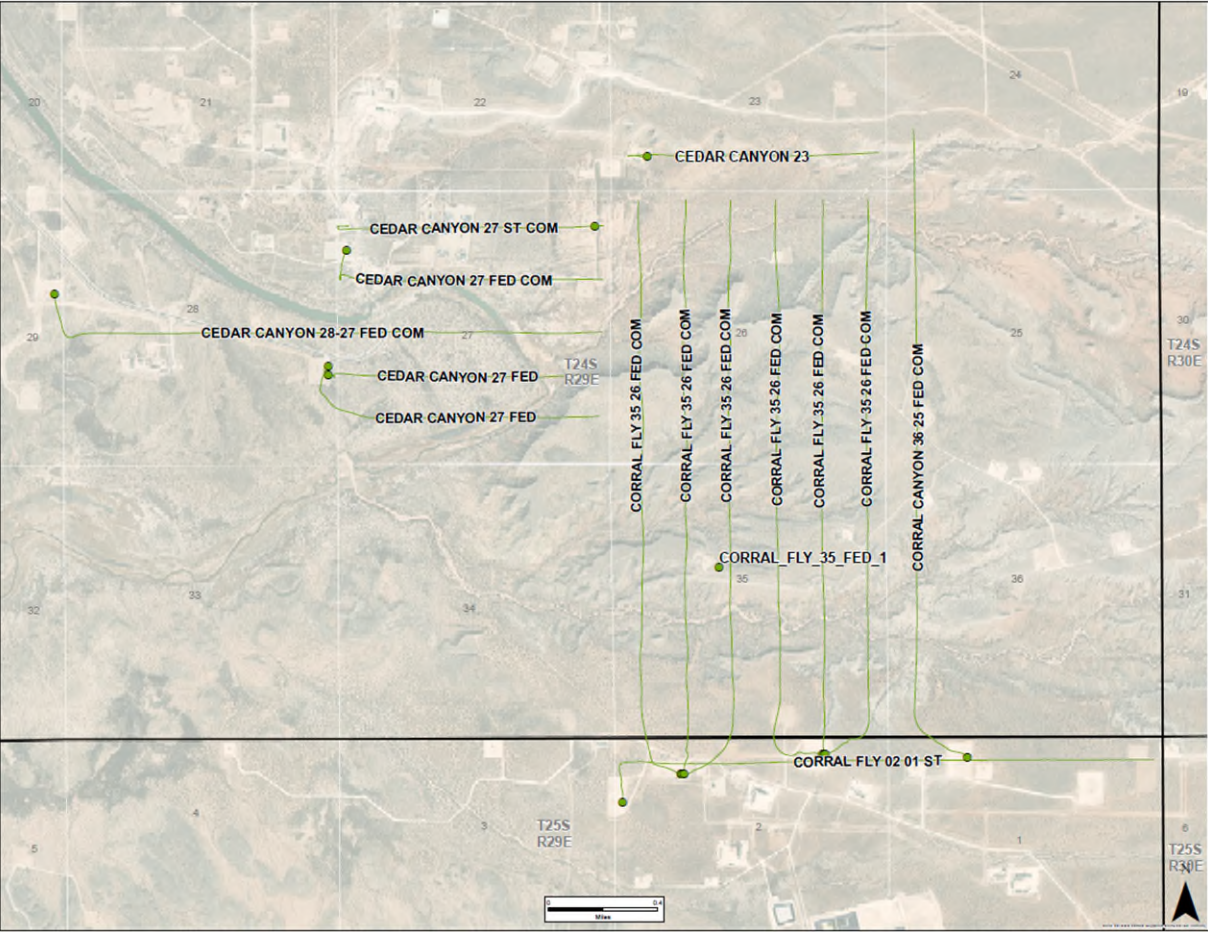 24
20
21
22
23
19
CEDAR CANYON 23
CEDAR CANYON 27 ST COM
CEDAR CANYON 27 FED COM
28
29
CEDAR CANYON 28-27 FED COM
27
26
25
30
T24S
R29E
T24S
R30E
CEDAR CANYON 27 FED
CEDAR CANYON 27 FED
CORRAL FLY 35 26 FED COM
CORRAL FLY 35 26 FED COM
CORRAL FLY 35 26 FED COM
CORRAL FLY 35 26 FED COM
CORRAL FLY 35 26 FED COM
CORRAL FLY 35 26 FED COM
CORRAL CANYON 36 25 FED COM
CORRAL_FLY_35_FED_1
35
36
33
32
34
31
CORRAL FLY 02 01 ST
4
3
T25S
R29E
2
1
6
5
T25S
R30E
N
0
0.4
Miles